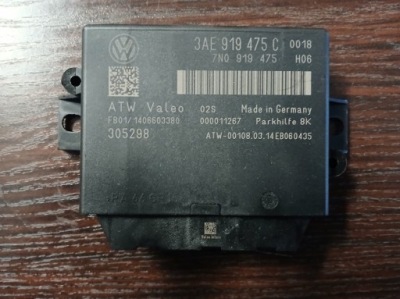 3AE 919 475 C 0018
7N0 919 475 H06
ATW Valeo 02S Made in Germany
FB01/1406603380 000011267 Parkhilfe 8K
305298 ATW-00108.03.14EB060435